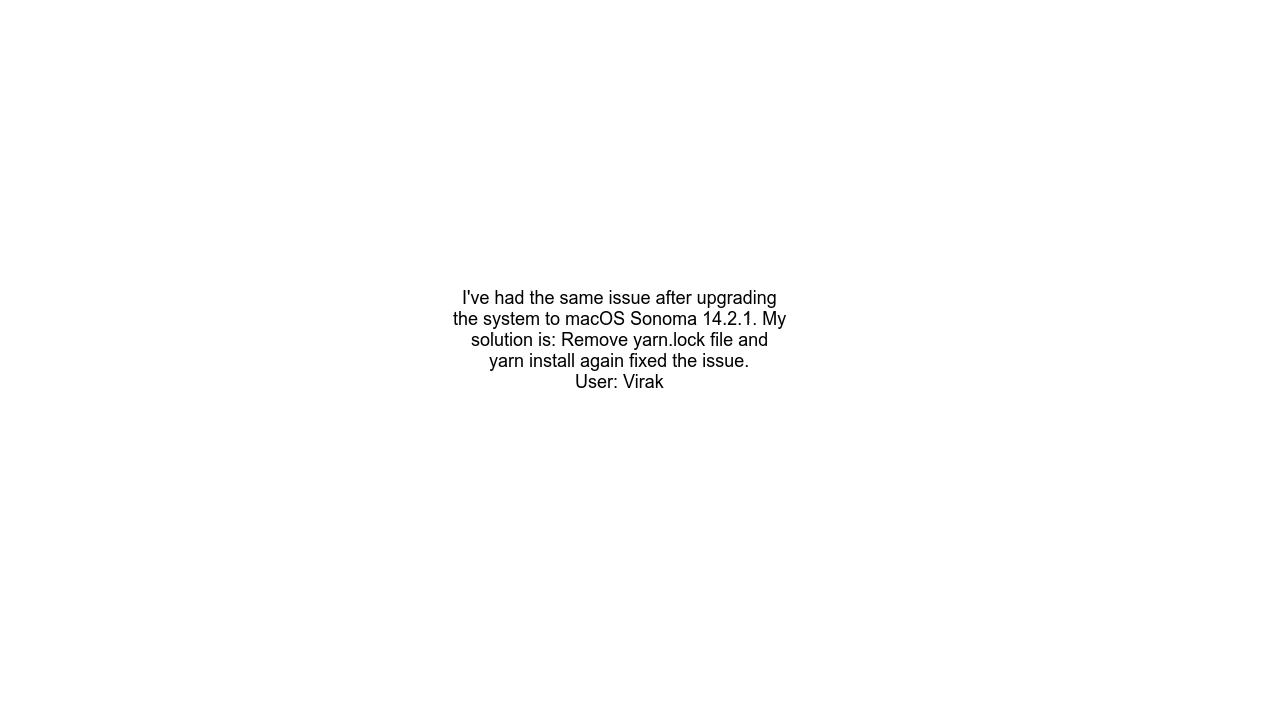 I've had the same issue after upgrading
the system to macOS Sonoma 14.2.1. My
solution is: Remove yarn.lock file and
yarn install again fixed the issue.
User: Virak